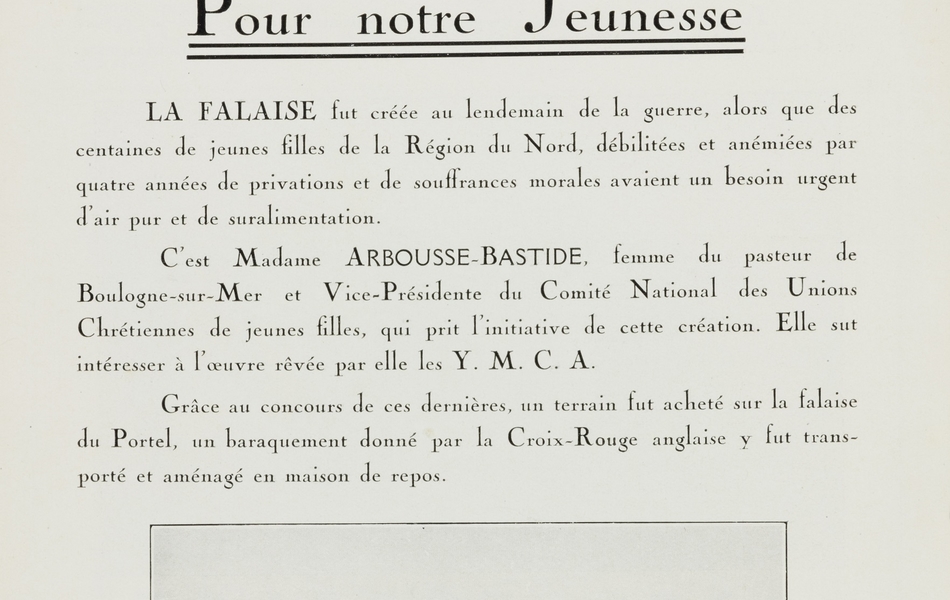 Pour notre Jeunesse
LA FALAISE fut créée au lendemain de la guerre, alors que des
centaines de jeunes filles de la Région du Nord, débilitées et anémiées par
quatre années de privations et de souffrances morales avaient un besoin urgent
d'air pur et de suralimentation.
C'est Madame ARBOUSSE-BASTIDE, femme du pasteur de
Boulogne-sur-Mer et Vice-Présidente du Comité National des Unions
Chrétiennes de jeunes filles, qui prit l'initiative de cette création. Elle sut
intéresser à l'œuvre rêvée par elle les Y. M. C. A.
Grâce au concours de ces dernières, un terrain fut acheté sur la falaise
du Portel, un baraquement donné par la Croix-Rouge anglaise y fut trans-
porté et aménagé en maison de repos.